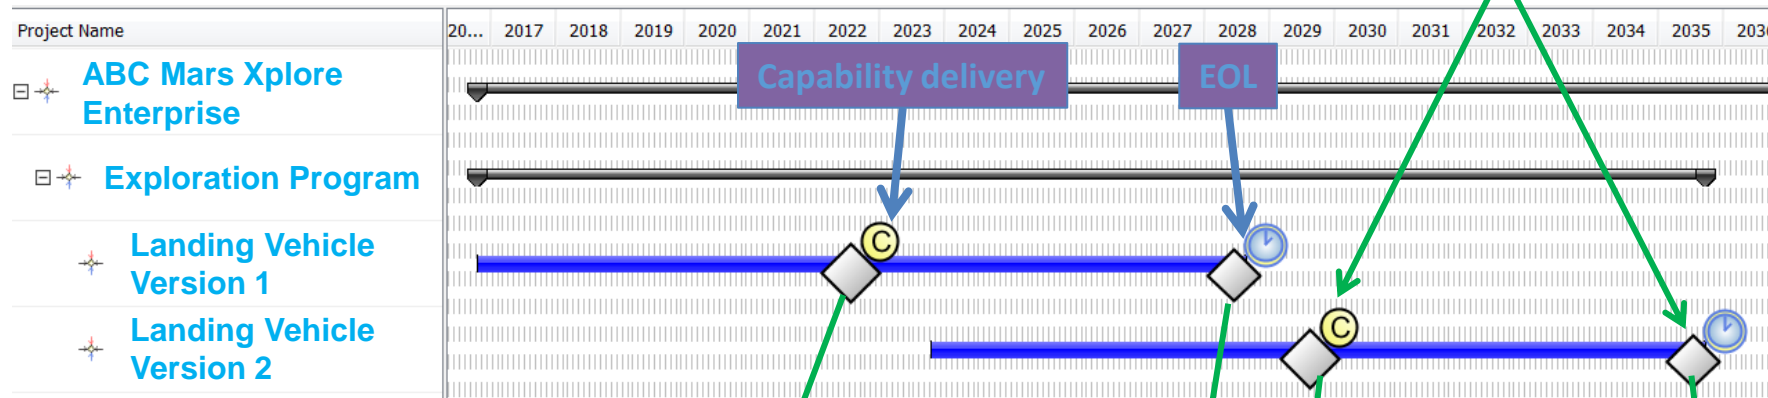 Project Name
20... 2017 2018 2019 2020 2021 2022 2023 2024 2025 2026 2027 2028 2029 2030 2031 2032 2033 2034 2035 2036
ABC Mars Xplore
Enterprise
Capability delivery
EOL
Exploration Program
Landing Vehicle
Version 1
C
Landing Vehicle
Version 2
C